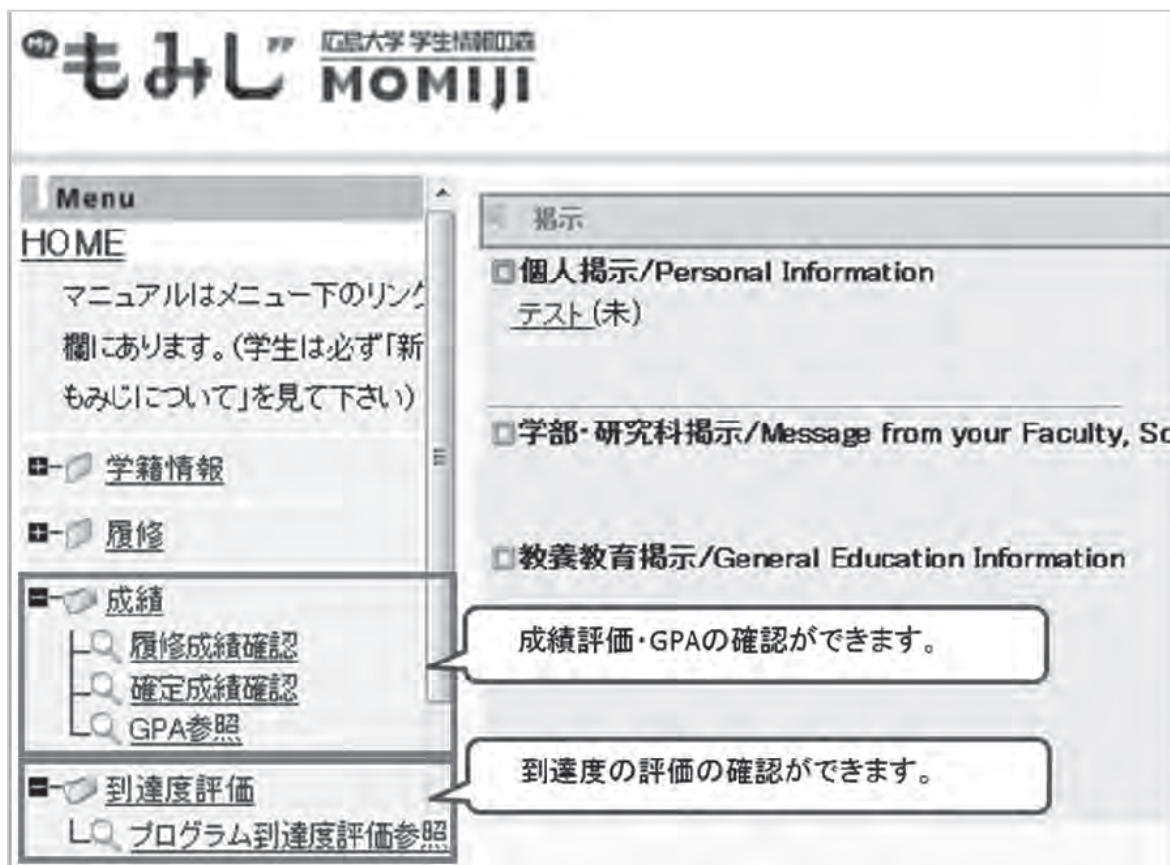 My もみじ 広島大学 学生情報の森
MOMIJI
Menu
HOME
マニュアルはメニュー下のリンク
欄にあります。(学生は必ず「新
もみじについて」を見て下さい)
学籍情報
履修
成績
履修成績確認
確定成績確認
GPA参照
到達度評価
プログラム到達度評価参照
掲示
個人掲示/Personal Information
テスト(未)
学部・研究科掲示/Message from your Faculty, Sc
教養教育掲示/General Education Information
成績評価・GPAの確認ができます。
到達度の評価の確認ができます。